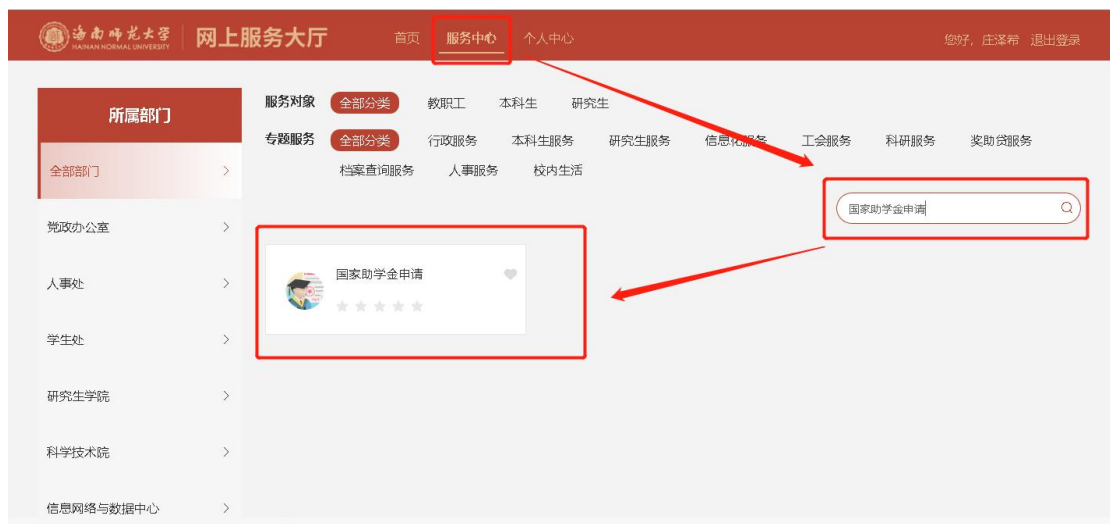 海南师范大学
HAINAN NORMAL UNIVERSITY
网上服务大厅
首页 服务中心 个人中心
您好，庄泽希 退出登录
所属部门
全部部门
党政办公室
人事处
学生处
研究生学院
科学技术院
信息网络与数据中心
服务对象 全部分类 教职工 本科生 研究生
专题服务 全部分类 行政服务 本科生服务 研究生服务 信息化服务 工会服务 科研服务 奖助贷服务
档案查询服务 人事服务 校内生活
国家助学金申请
国家助学金申请